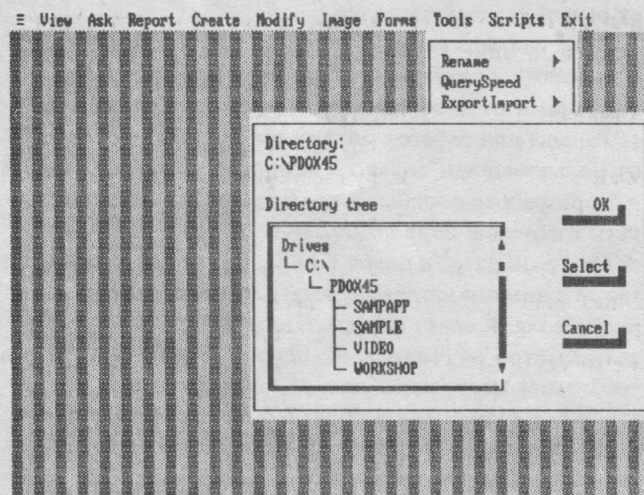 ≡ View Ask Report Create Modify Image Forms Tools Scripts Exit
Rename ►
QuerySpeed
ExportImport ►
Directory:
C:\PDOX45
Directory tree
OK
Drives
C:\
Select
PDOX45
SAMPAPP
SAMPLE
Cancel
VIDEO
WORKSHOP